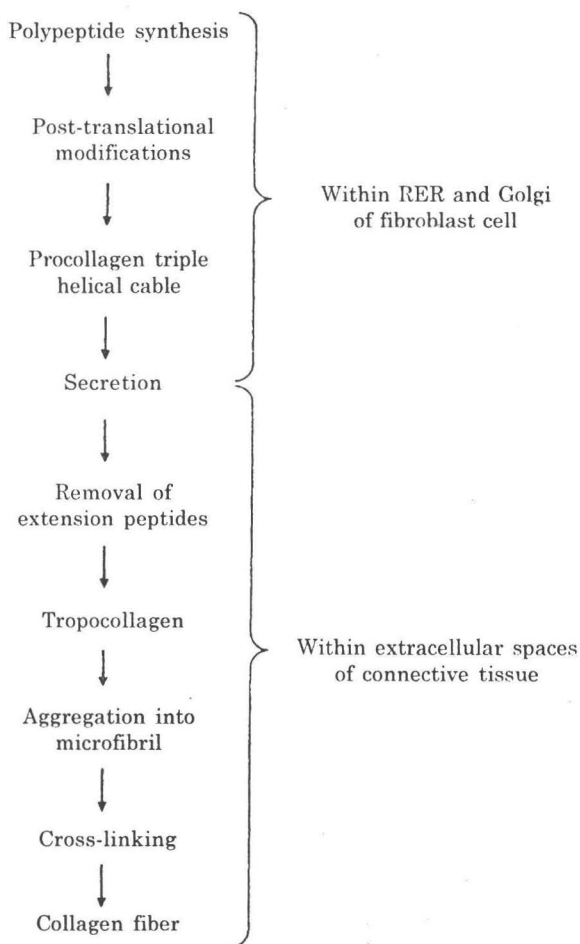 Polypeptide synthesis
Post-translational
modifications
Within RER and Golgi
of fibroblast cell
Procollagen triple
helical cable
Secretion
Removal of
extension peptides
Tropocollagen
Within extracellular spaces
of connective tissue
Aggregation into
microfibril
Cross-linking
Collagen fiber